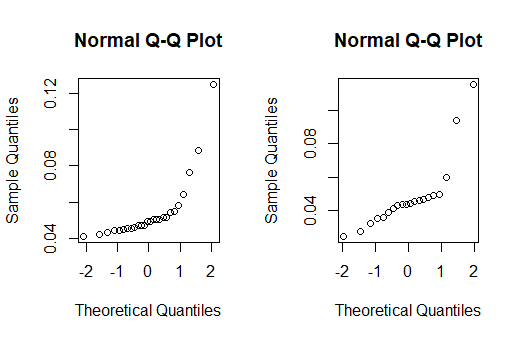 Normal Q-Q Plot
Sample Quantiles
0.04 0.08 0.12
-2 -1 0 1 2
Theoretical Quantiles
Normal Q-Q Plot
Sample Quantiles
0.04 0.08
-2 -1 0 1 2
Theoretical Quantiles